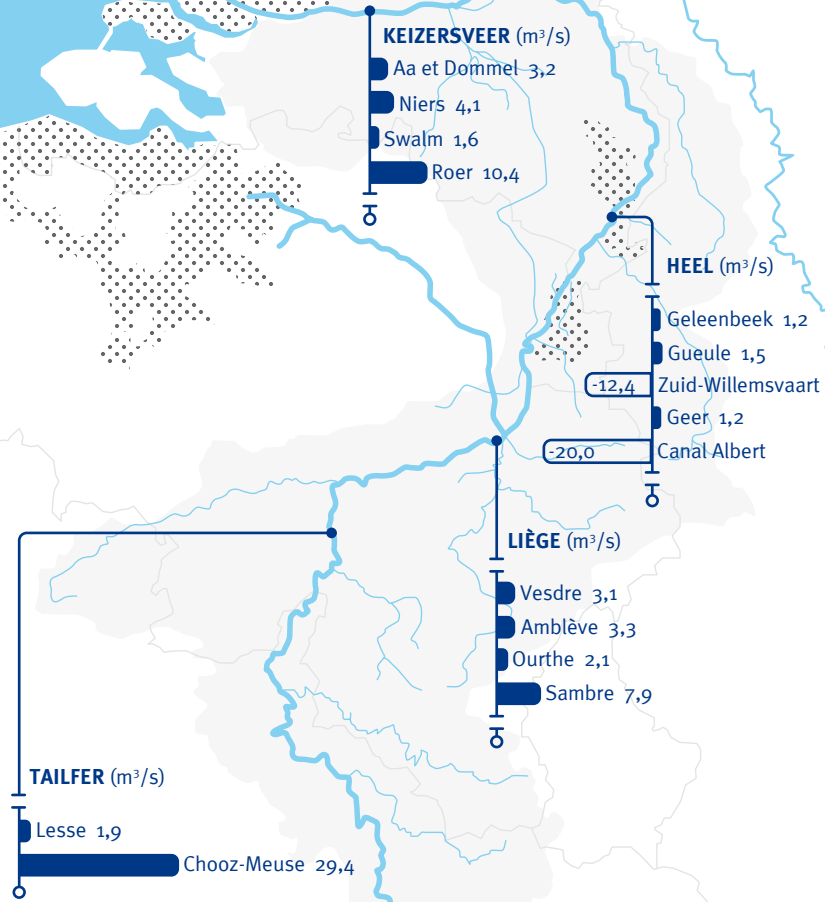 KEIZERSVEER (m³/s)
Aa et Dommel 3,2
Niers 4,1
Swalm 1,6
Roer 10,4
HEEL (m³/s)
Geleenbeek 1,2
Gueule 1,5
-12,4 Zuid-Willemsvaart
Geer 1,2
-20,0 Canal Albert
LIÈGE (m³/s)
Vesdre 3,1
Amblève 3,3
Ourthe 2,1
Sambre 7,9
TAILFER (m³/s)
Lesse 1,9
Chooz-Meuse 29,4